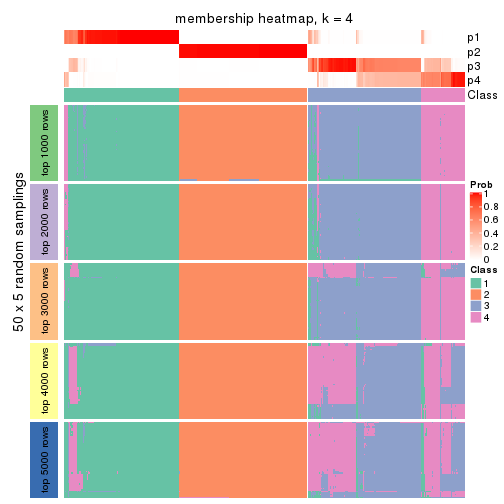 membership heatmap, k = 4
p1
p2
p3
p4
Class
50 x 5 random samplings
top 1000 rows
top 2000 rows
top 3000 rows
top 4000 rows
top 5000 rows
Prob
1
0.8
0.6
0.4
0.2
0
Class
1
2
3
4